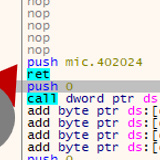 nop
nop
nop
nop
nop
push mic.402024
ret
push 0
call dword ptr ds:
add byte ptr ds:[
add byte ptr ds:[
add byte ptr ds:[
add byte ptr ds:[
push 0